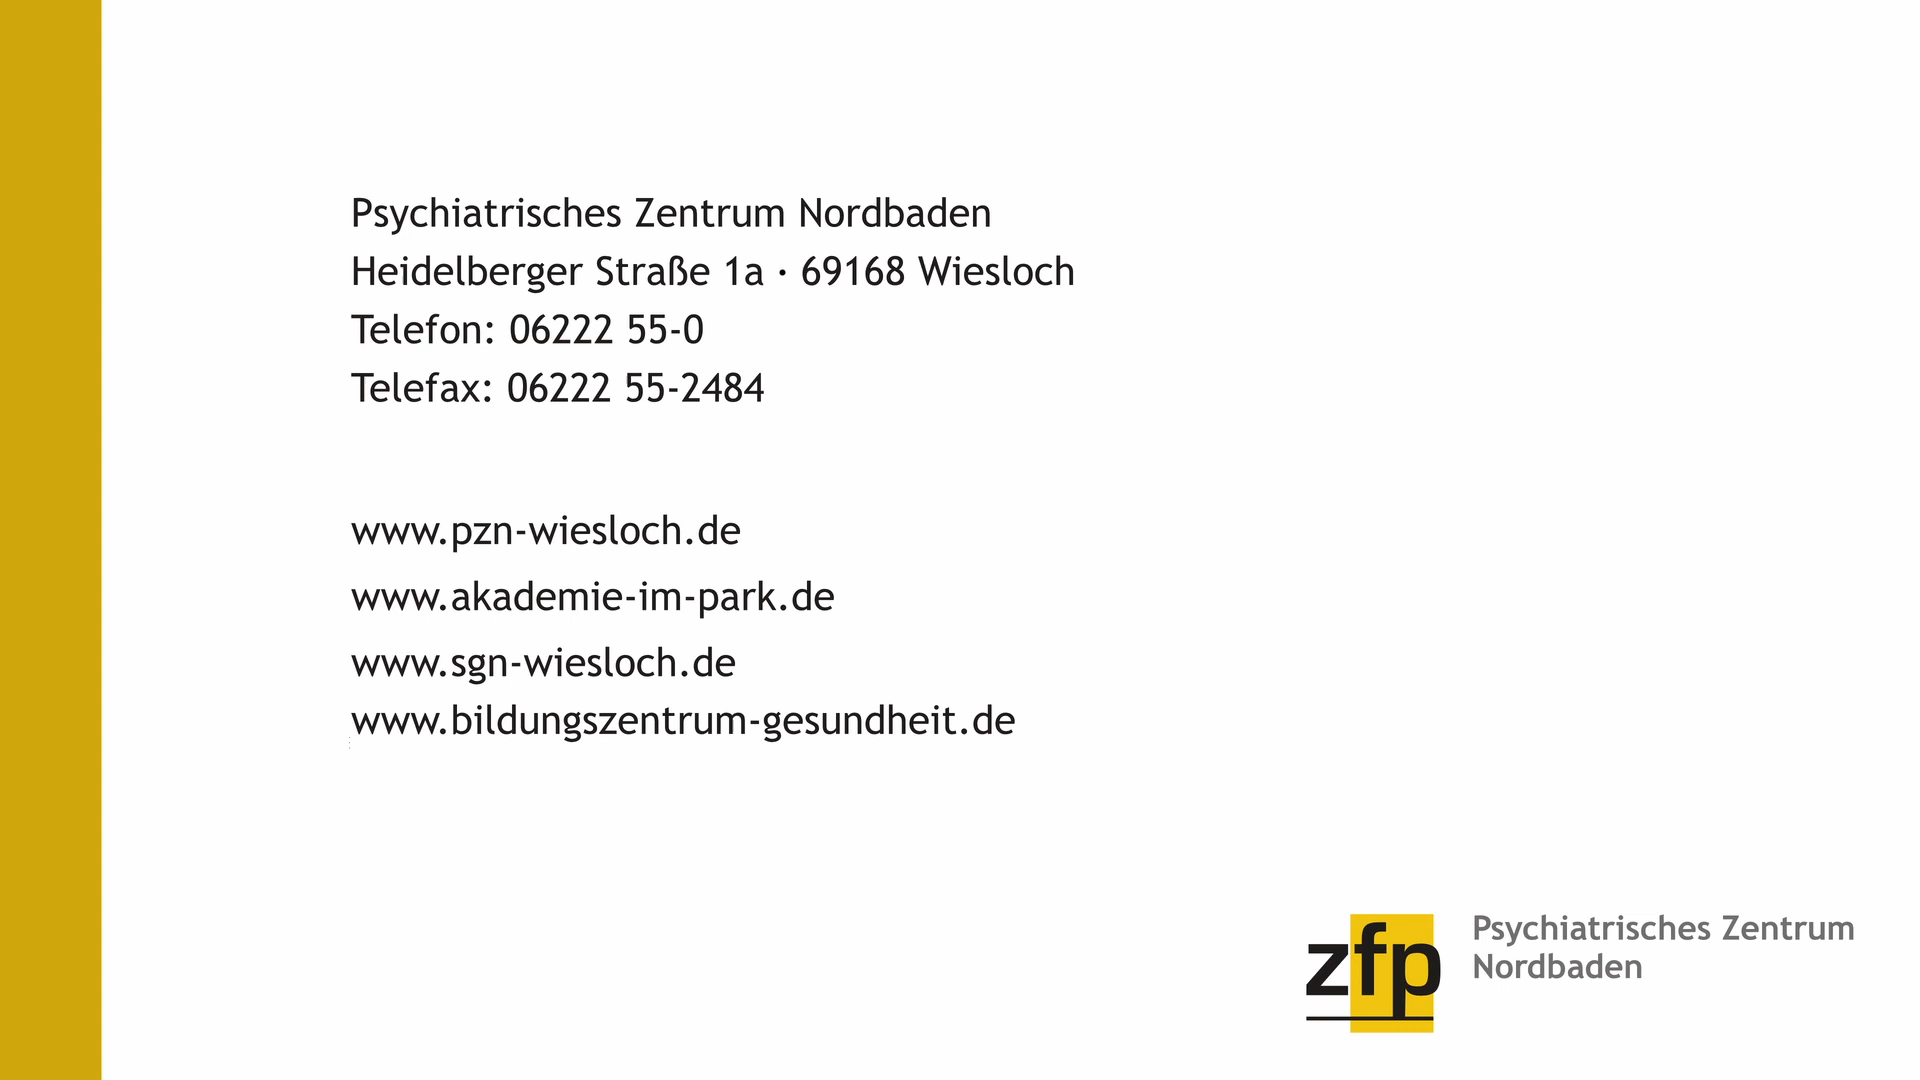 Psychiatrisches Zentrum Nordbaden
Heidelberger Straße 1a · 69168 Wiesloch
Telefon: 06222 55-0
Telefax: 06222 55-2484
www.pzn-wiesloch.de
www.akademie-im-park.de
www.sgn-wiesloch.de
www.bildungszentrum-gesundheit.de
zfp
Psychiatrisches Zentrum
Nordbaden